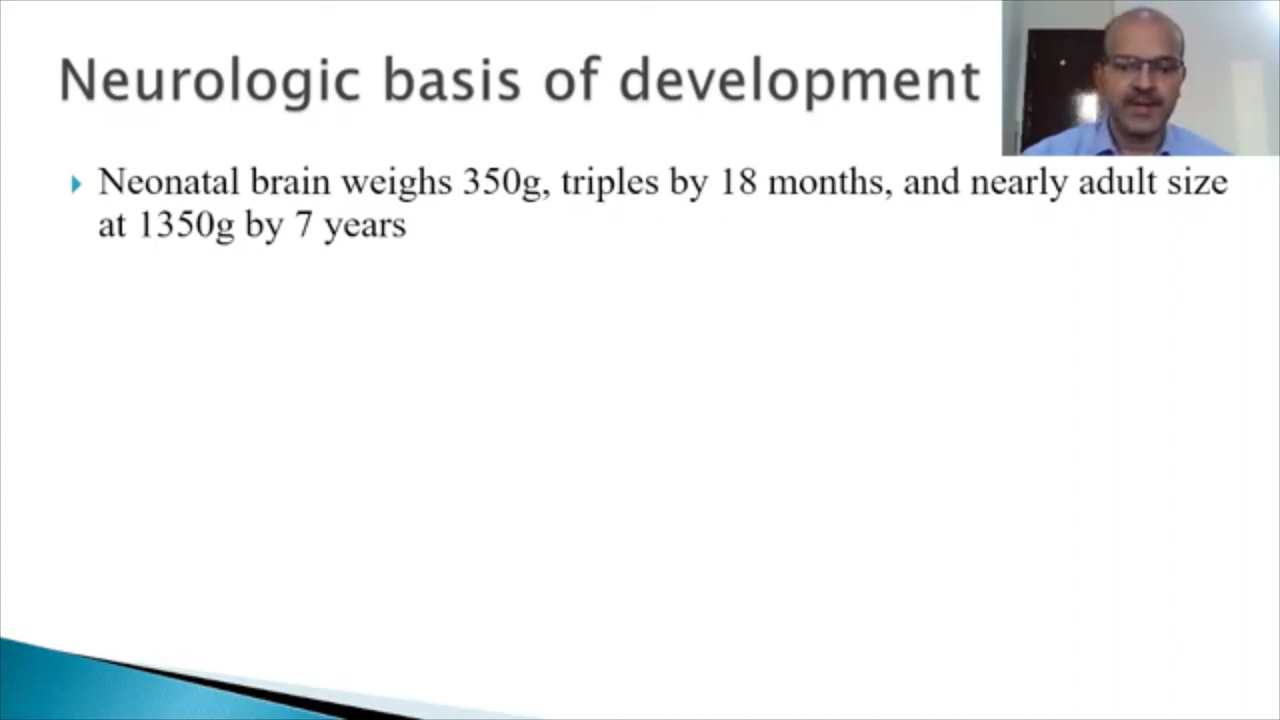 Neurologic basis of development
Neonatal brain weighs 350g, triples by 18 months, and nearly adult size
at 1350g by 7 years